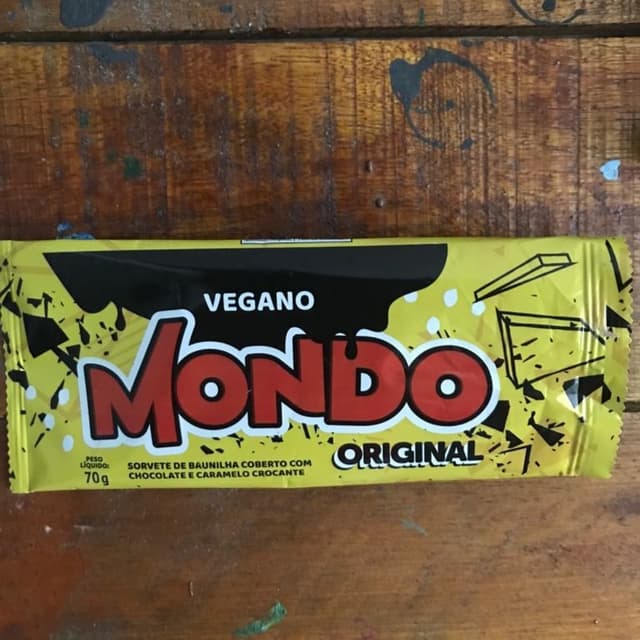 VEGANO
MONDO
ORIGINAL
PESO
LÍQUIDO:
70g
SORVETE DE BAUNILHA COBERTO COM
CHOCOLATE E CARAMELO CROCANTE